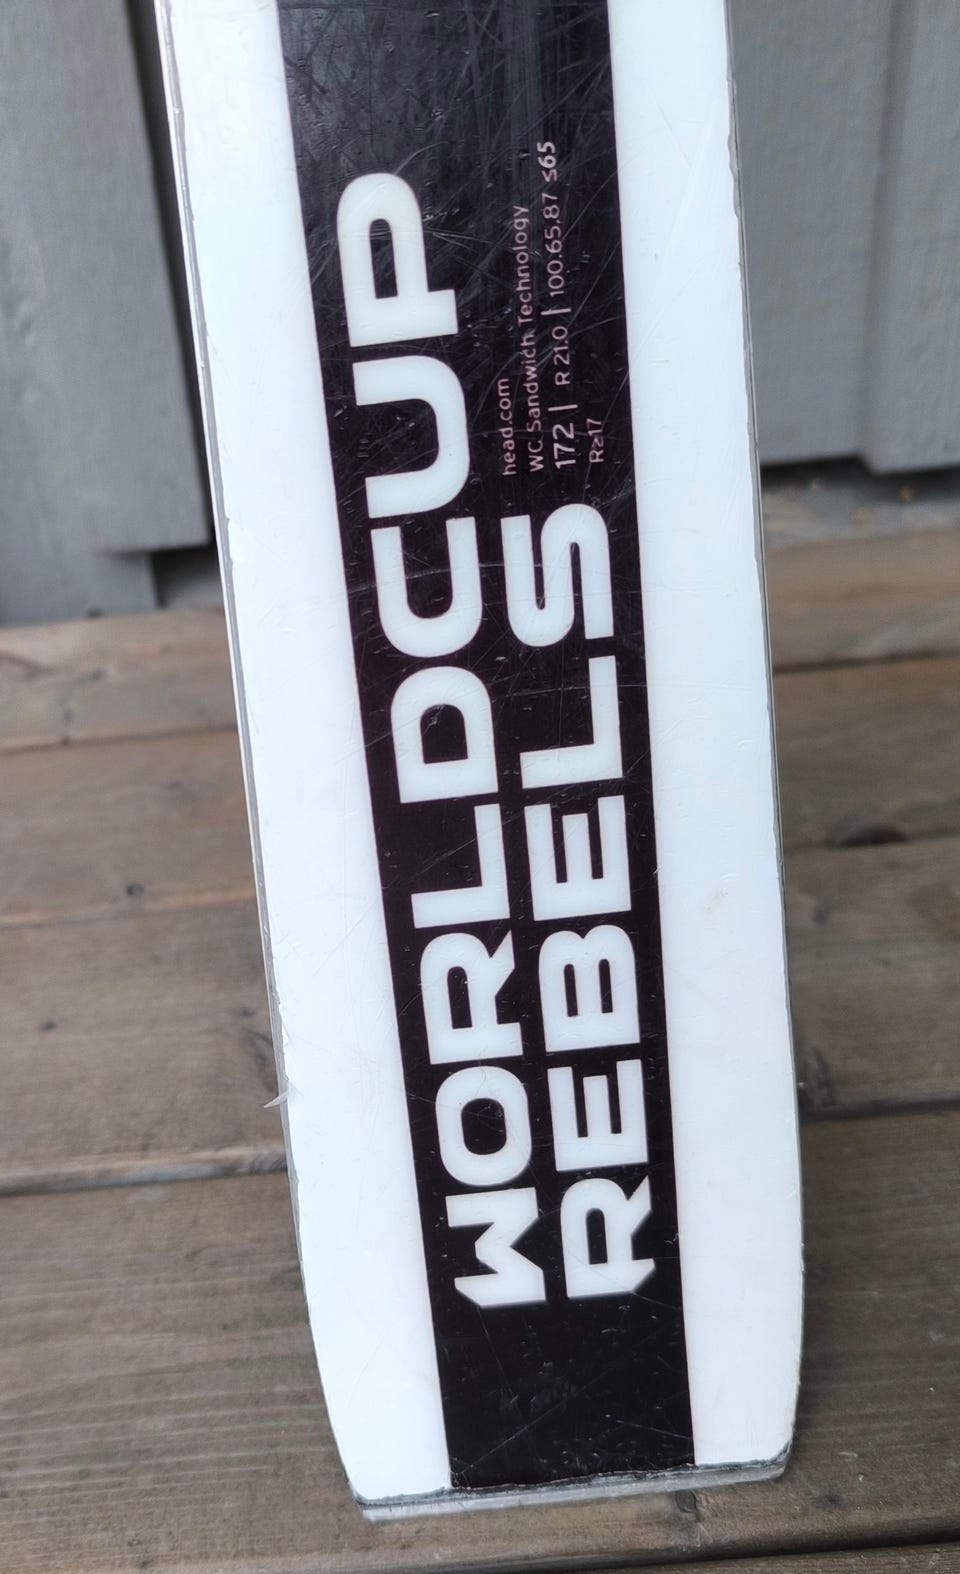 WORLDCUP
REBELS
head.com
WC Sandwich Technology
172 | R 21.0 | 100.65.87 ≤65
R≥17